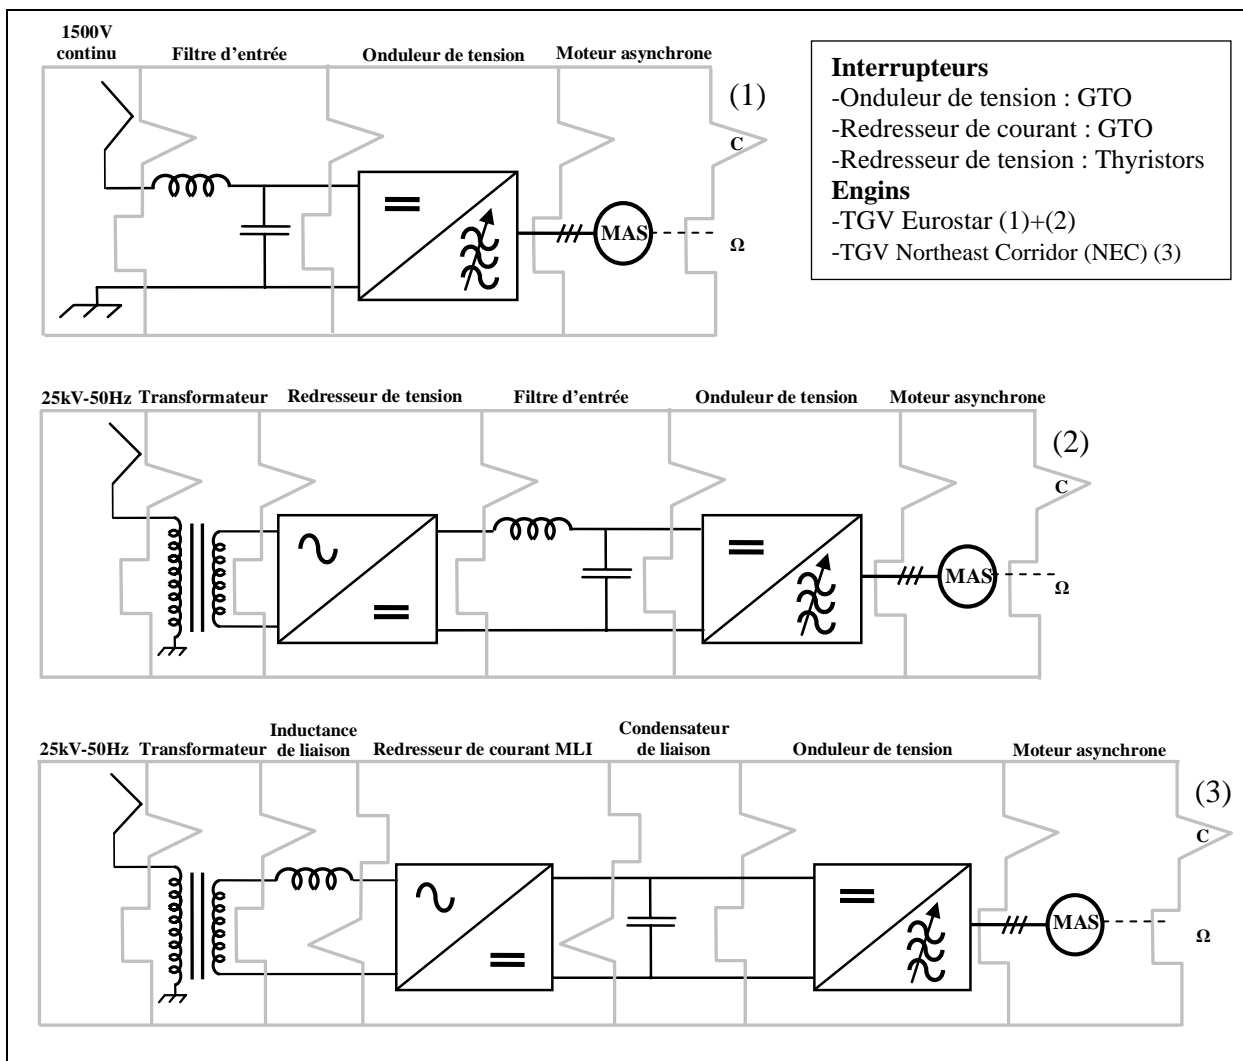 1500V
continu
Filtre d’entrée
Onduleur de tension
Moteur asynchrone
(1)
C
MAS
Ω
Interrupteurs
-Onduleur de tension : GTO
-Redresseur de courant : GTO
-Redresseur de tension : Thyristors
Engins
-TGV Eurostar (1)+(2)
-TGV Northeast Corridor (NEC) (3)
25kV-50Hz
Transformateur
Redresseur de tension
Filtre d’entrée
Onduleur de tension
Moteur asynchrone
(2)
C
MAS
Ω
25kV-50Hz
Transformateur
Inductance
de liaison
Redresseur de courant MLI
Condensateur
de liaison
Onduleur de tension
Moteur asynchrone
(3)
C
MAS
Ω